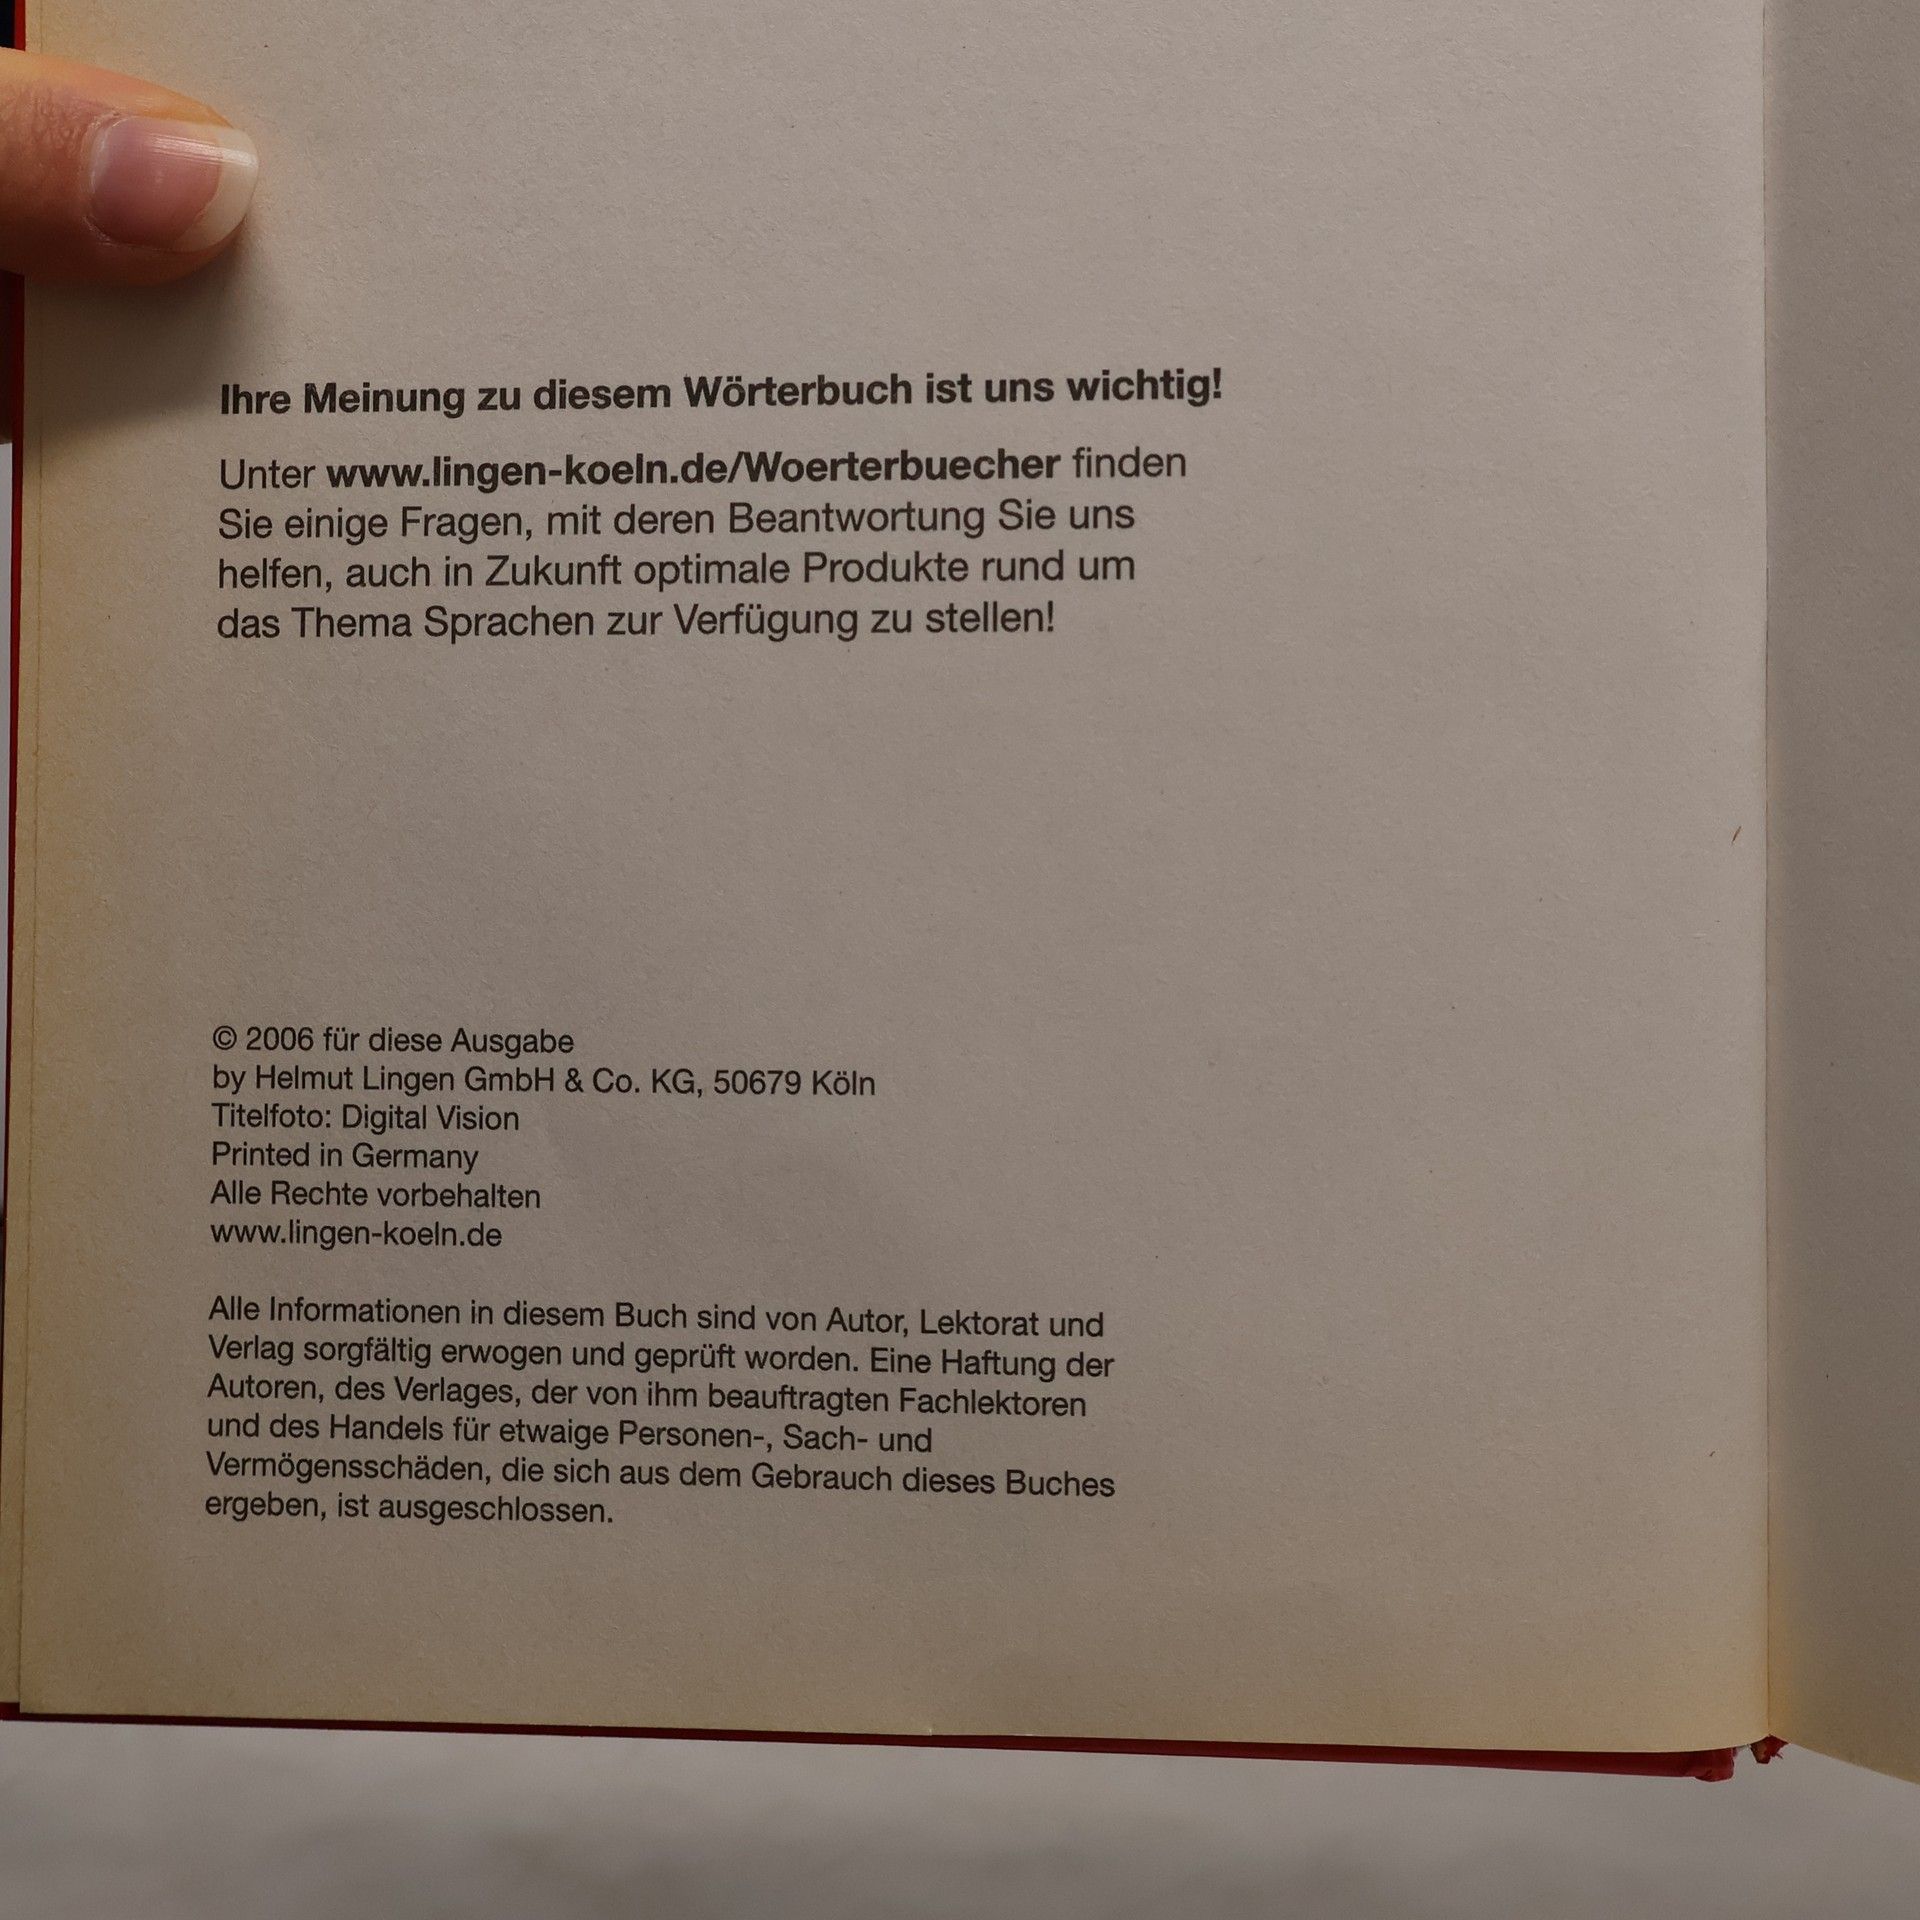 Ihre Meinung zu diesem Wörterbuch ist uns wichtig!
Unter www.lingen-koeln.de/Woerterbuecher finden
Sie einige Fragen, mit deren Beantwortung Sie uns
helfen, auch in Zukunft optimale Produkte rund um
das Thema Sprachen zur Verfügung zu stellen!
© 2006 für diese Ausgabe
by Helmut Lingen GmbH & Co. KG, 50679 Köln
Titelfoto: Digital Vision
Printed in Germany
Alle Rechte vorbehalten
www.lingen-koeln.de
Alle Informationen in diesem Buch sind von Autor, Lektorat und
Verlag sorgfältig erwogen und geprüft worden. Eine Haftung der
Autoren, des Verlages, der von ihm beauftragten Fachlektoren
und des Handels für etwaige Personen-, Sach- und
Vermögensschäden, die sich aus dem Gebrauch dieses Buches
ergeben, ist ausgeschlossen.